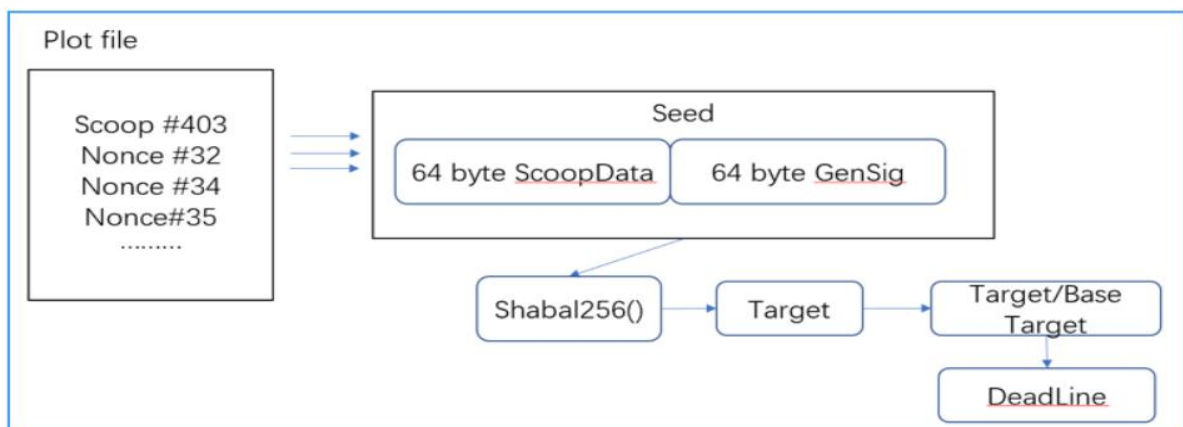 Plot file
Scoop #403
Nonce #32
Nonce #34
Nonce#35
………
Seed
64 byte ScoopData
64 byte GenSig
Shabal256()
Target
Target/Base
Target
DeadLine